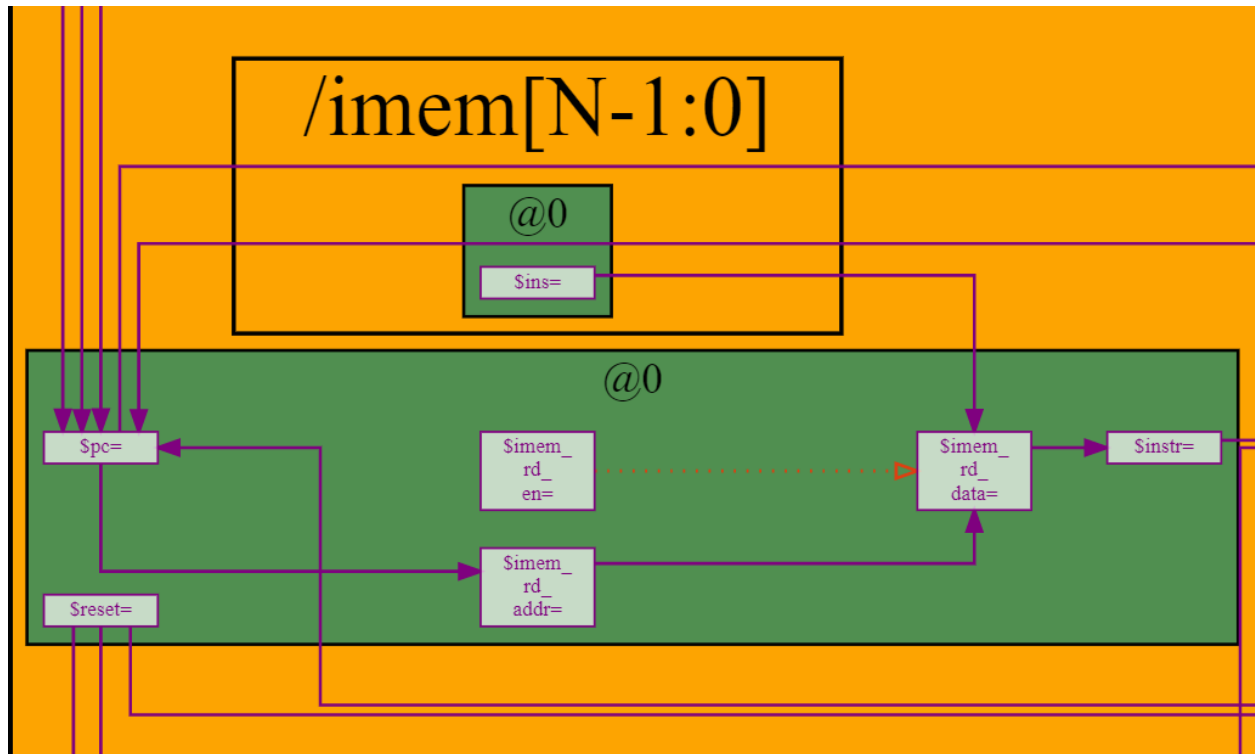 /imem[N-1:0]
@0
$ins=
@0
$pc=
$imem_
rd_
en=
$imem_
rd_
data=
$instr=
$imem_
rd_
addr=
$reset=